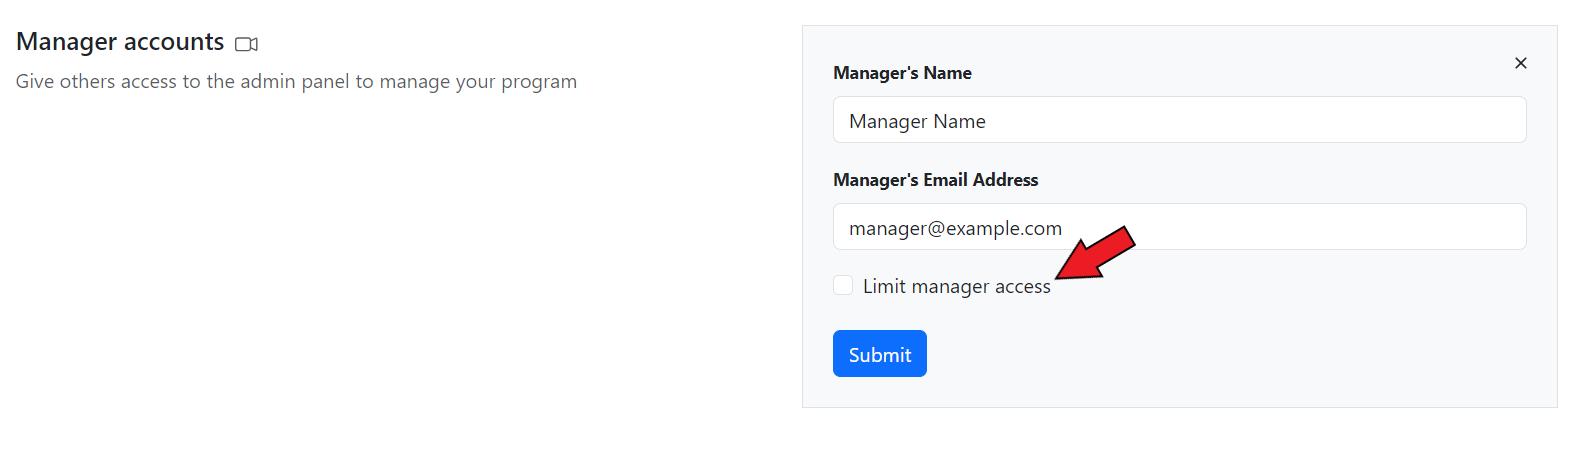 Manager accounts
Give others access to the admin panel to manage your program
Manager's Name
Manager Name
Manager's Email Address
manager@example.com
Limit manager access
Submit